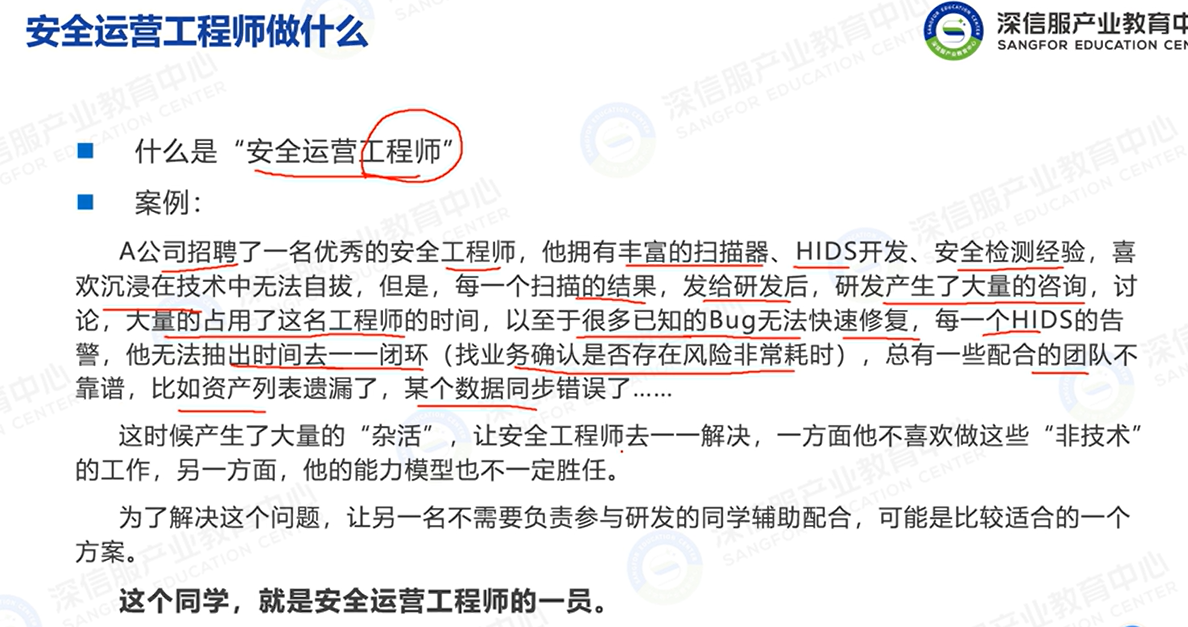 安全运营工程师做什么
深信服产业教育中
SANGFOR EDUCATION CEN
什么是“安全运营工程师”
案例：
A公司招聘了一名优秀的安全工程师，他拥有丰富的扫描器、HIDS开发、安全检测经验，喜
欢沉浸在技术中无法自拔，但是，每一个扫描的结果，发给研发后，研发产生了大量的咨询，讨
论，大量的占用了这名工程师的时间，以至于很多已知的Bug无法快速修复，每一个HIDS的告
警，他无法抽出时间去一一闭环（找业务确认是否存在风险非常耗时），总有一些配合的团队不
靠谱，比如资产列表遗漏了，某个数据同步错误了……
这时候产生了大量的“杂活”，让安全工程师去一一解决，一方面他不喜欢做这些“非技术”
的工作，另一方面，他的能力模型也不一定胜任。
为了解决这个问题，让另一名不需要负责参与研发的同学辅助配合，可能是比较适合的一个
方案。
这个同学，就是安全运营工程师的一员。